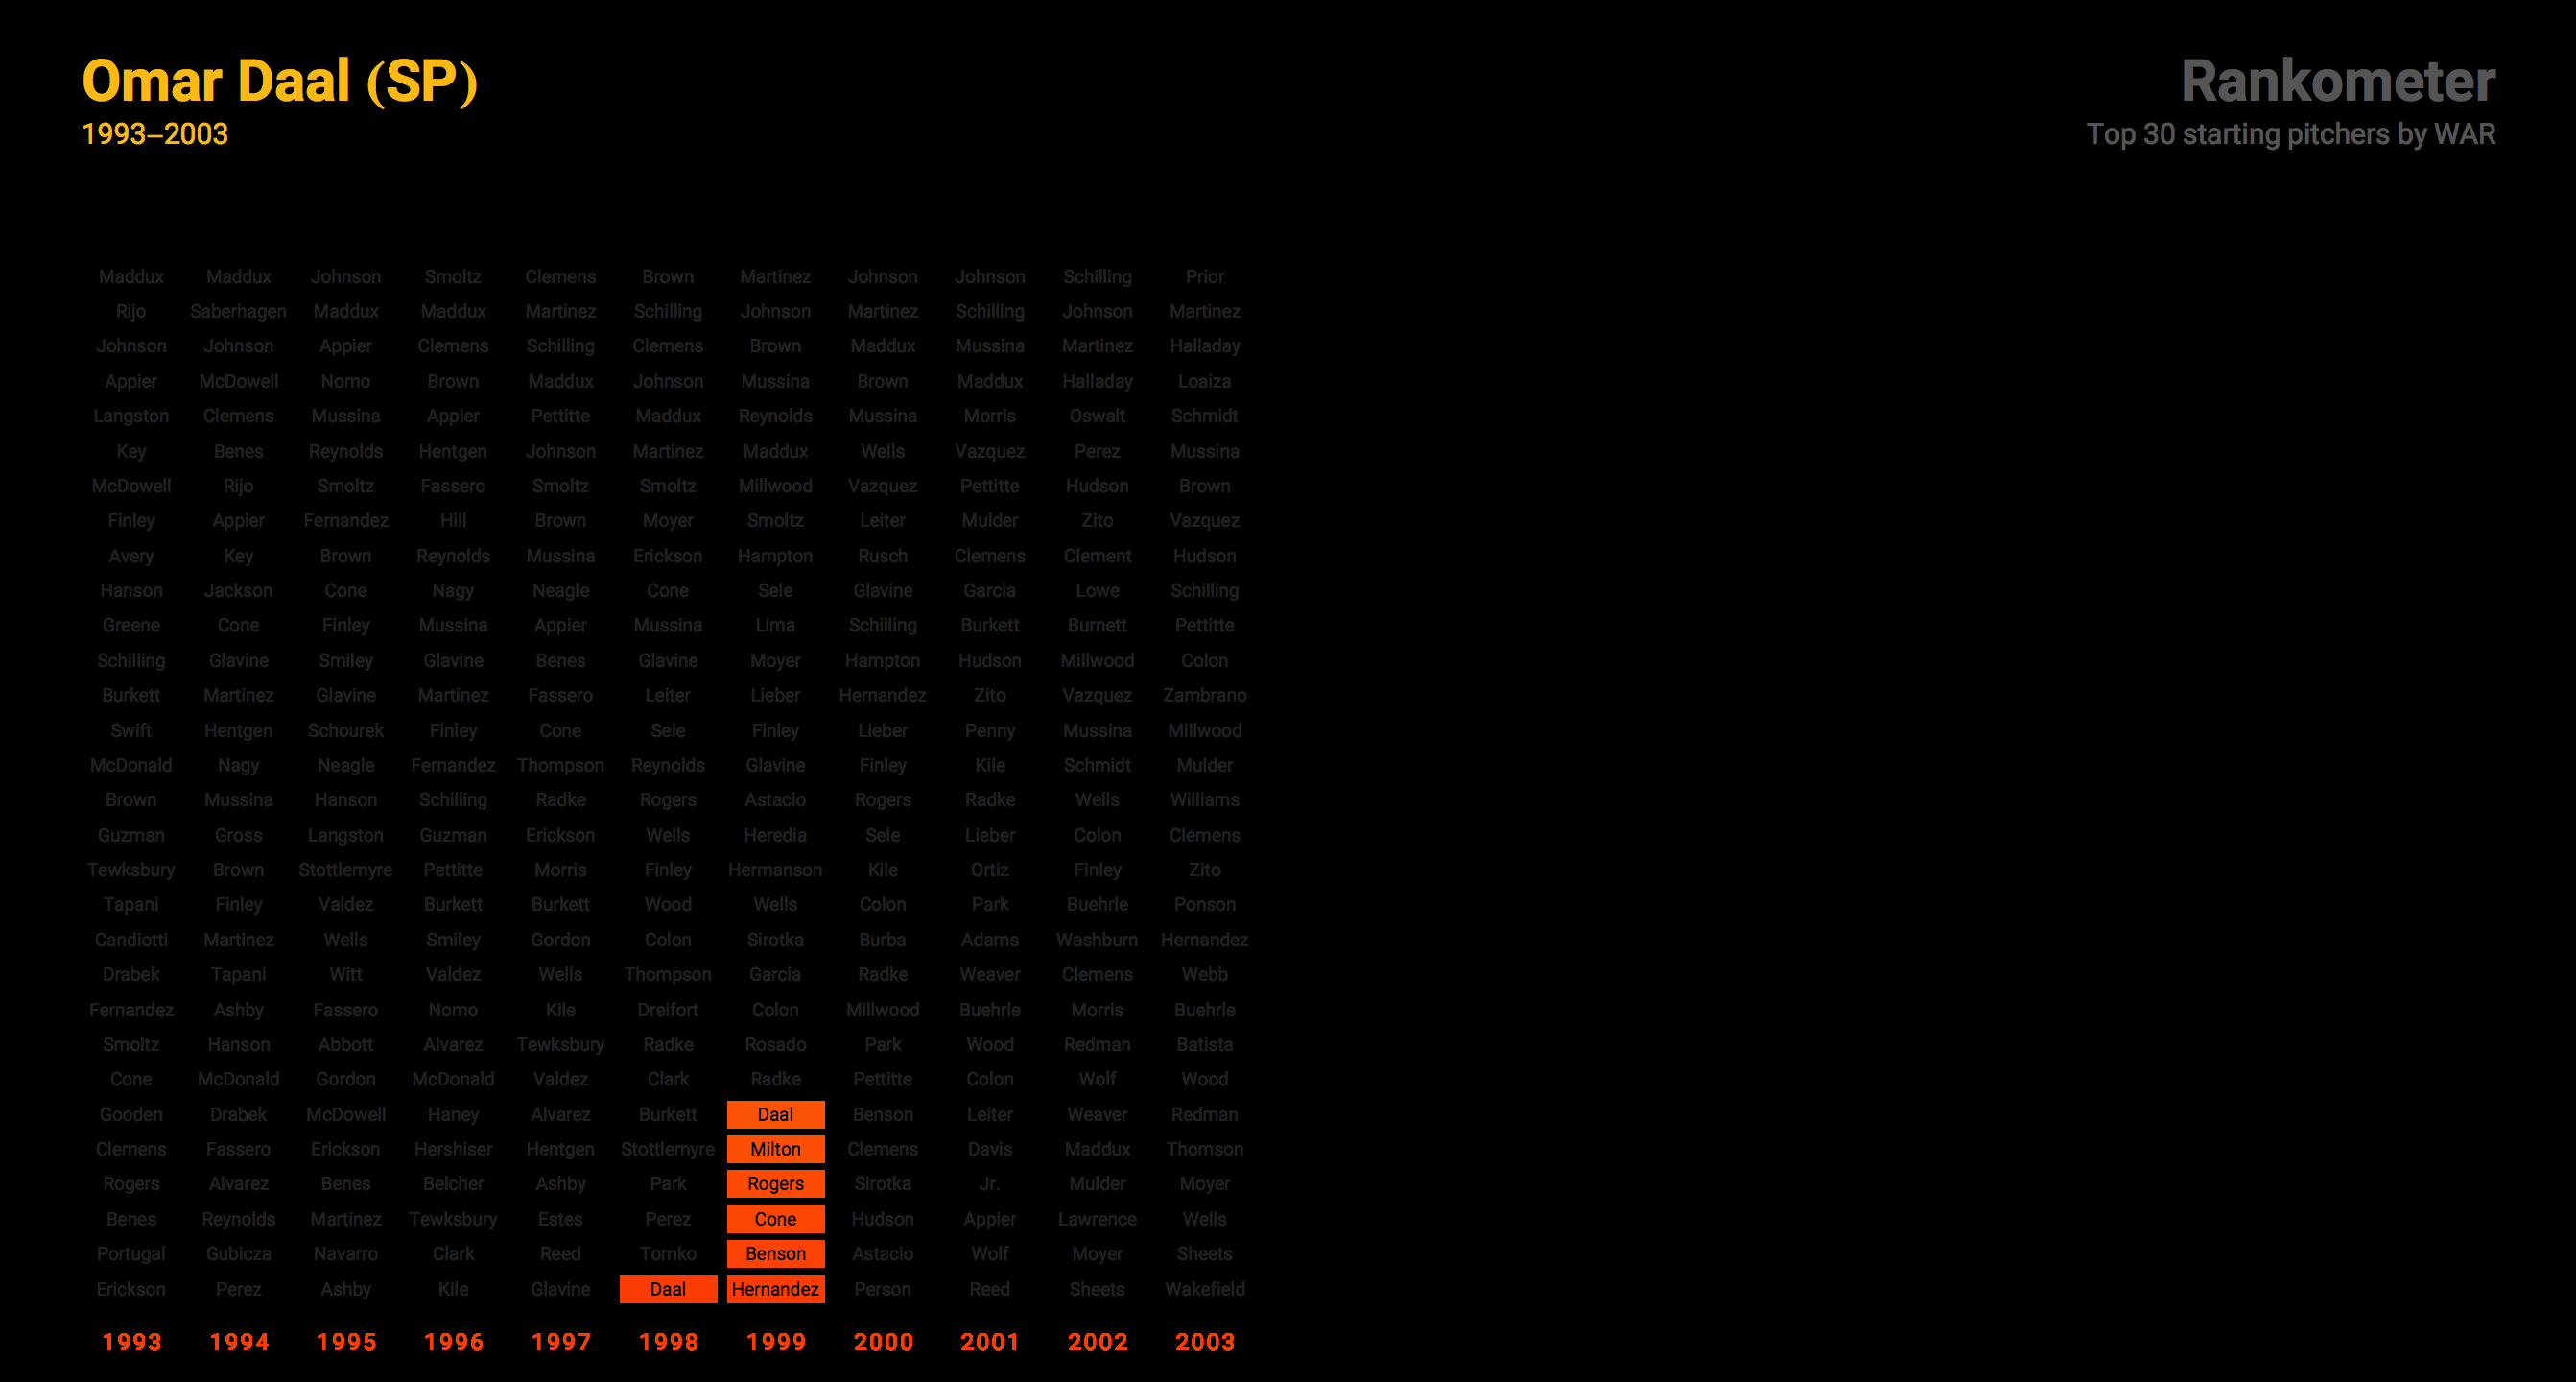 Omar Daal (SP)
1993–2003
Rankometer
Top 30 starting pitchers by WAR
Maddux Maddux Johnson Smoltz Clemens Brown Martinez Johnson Johnson Schilling Prior
Rijo Saberhagen Maddux Maddux Martinez Schilling Johnson Martinez Schilling Johnson Martinez
Johnson Johnson Appier Clemens Schilling Clemens Brown Maddux Mussina Martinez Halladay
Appier McDowell Nomo Brown Maddux Johnson Mussina Brown Maddux Halladay Loaiza
Langston Clemens Mussina Appier Pettitte Maddux Reynolds Mussina Morris Oswalt Schmidt
Key Benes Reynolds Hentgen Johnson Martinez Maddux Wells Vazquez Perez Mussina
McDowell Rijo Smoltz Fassero Smoltz Smoltz Millwood Vazquez Pettitte Hudson Brown
Finley Appier Fernandez Hill Brown Moyer Smoltz Leiter Mulder Zito Vazquez
Avery Key Brown Reynolds Mussina Erickson Hampton Rusch Clemens Clement Hudson
Hanson Jackson Cone Nagy Neagle Cone Sele Glavine Garcia Lowe Schilling
Greene Cone Finley Mussina Appier Mussina Lima Schilling Burkett Burnett Pettitte
Schilling Glavine Smiley Glavine Benes Glavine Moyer Hampton Hudson Millwood Colon
Burkett Martinez Glavine Martinez Fassero Leiter Lieber Hernandez Zito Vazquez Zambrano
Swift Hentgen Schourek Finley Cone Sele Finley Lieber Penny Mussina Millwood
McDonald Nagy Neagle Fernandez Thompson Reynolds Glavine Finley Kile Schmidt Mulder
Brown Mussina Hanson Schilling Radke Rogers Astacio Rogers Radke Wells Williams
Guzman Gross Langston Guzman Erickson Wells Heredia Sele Lieber Colon Clemens
Tewksbury Brown Stottlemyre Pettitte Morris Finley Hermanson Kile Ortiz Finley Zito
Tapani Finley Valdez Burkett Burkett Wood Wells Colon Park Buehrle Ponson
Candiotti Martinez Wells Smiley Gordon Colon Sirotka Burba Adams Washburn Hernandez
Drabek Tapani Witt Valdez Wells Thompson Garcia Radke Weaver Clemens Webb
Fernandez Ashby Fassero Nomo Kile Dreifort Colon Millwood Buehrle Morris Buehrle
Smoltz Hanson Abbott Alvarez Tewksbury Radke Rosado Park Wood Redman Batista
Cone McDonald Gordon McDonald Valdez Clark Radke Pettitte Colon Wolf Wood
Gooden Drabek McDowell Haney Alvarez Burkett Daal Benson Leiter Weaver Redman
Clemens Fassero Erickson Hershiser Hentgen Stottlemyre Milton Clemens Davis Maddux Thomson
Rogers Alvarez Benes Belcher Ashby Park Rogers Sirotka Jr. Mulder Moyer
Benes Reynolds Martinez Tewksbury Estes Perez Cone Hudson Appier Lawrence Wells
Portugal Gubicza Navarro Clark Reed Tomko Benson Astacio Wolf Moyer Sheets
Erickson Perez Ashby Kile Glavine Daal Hernandez Person Reed Sheets Wakefield
1993 1994 1995 1996 1997 1998 1999 2000 2001 2002 2003